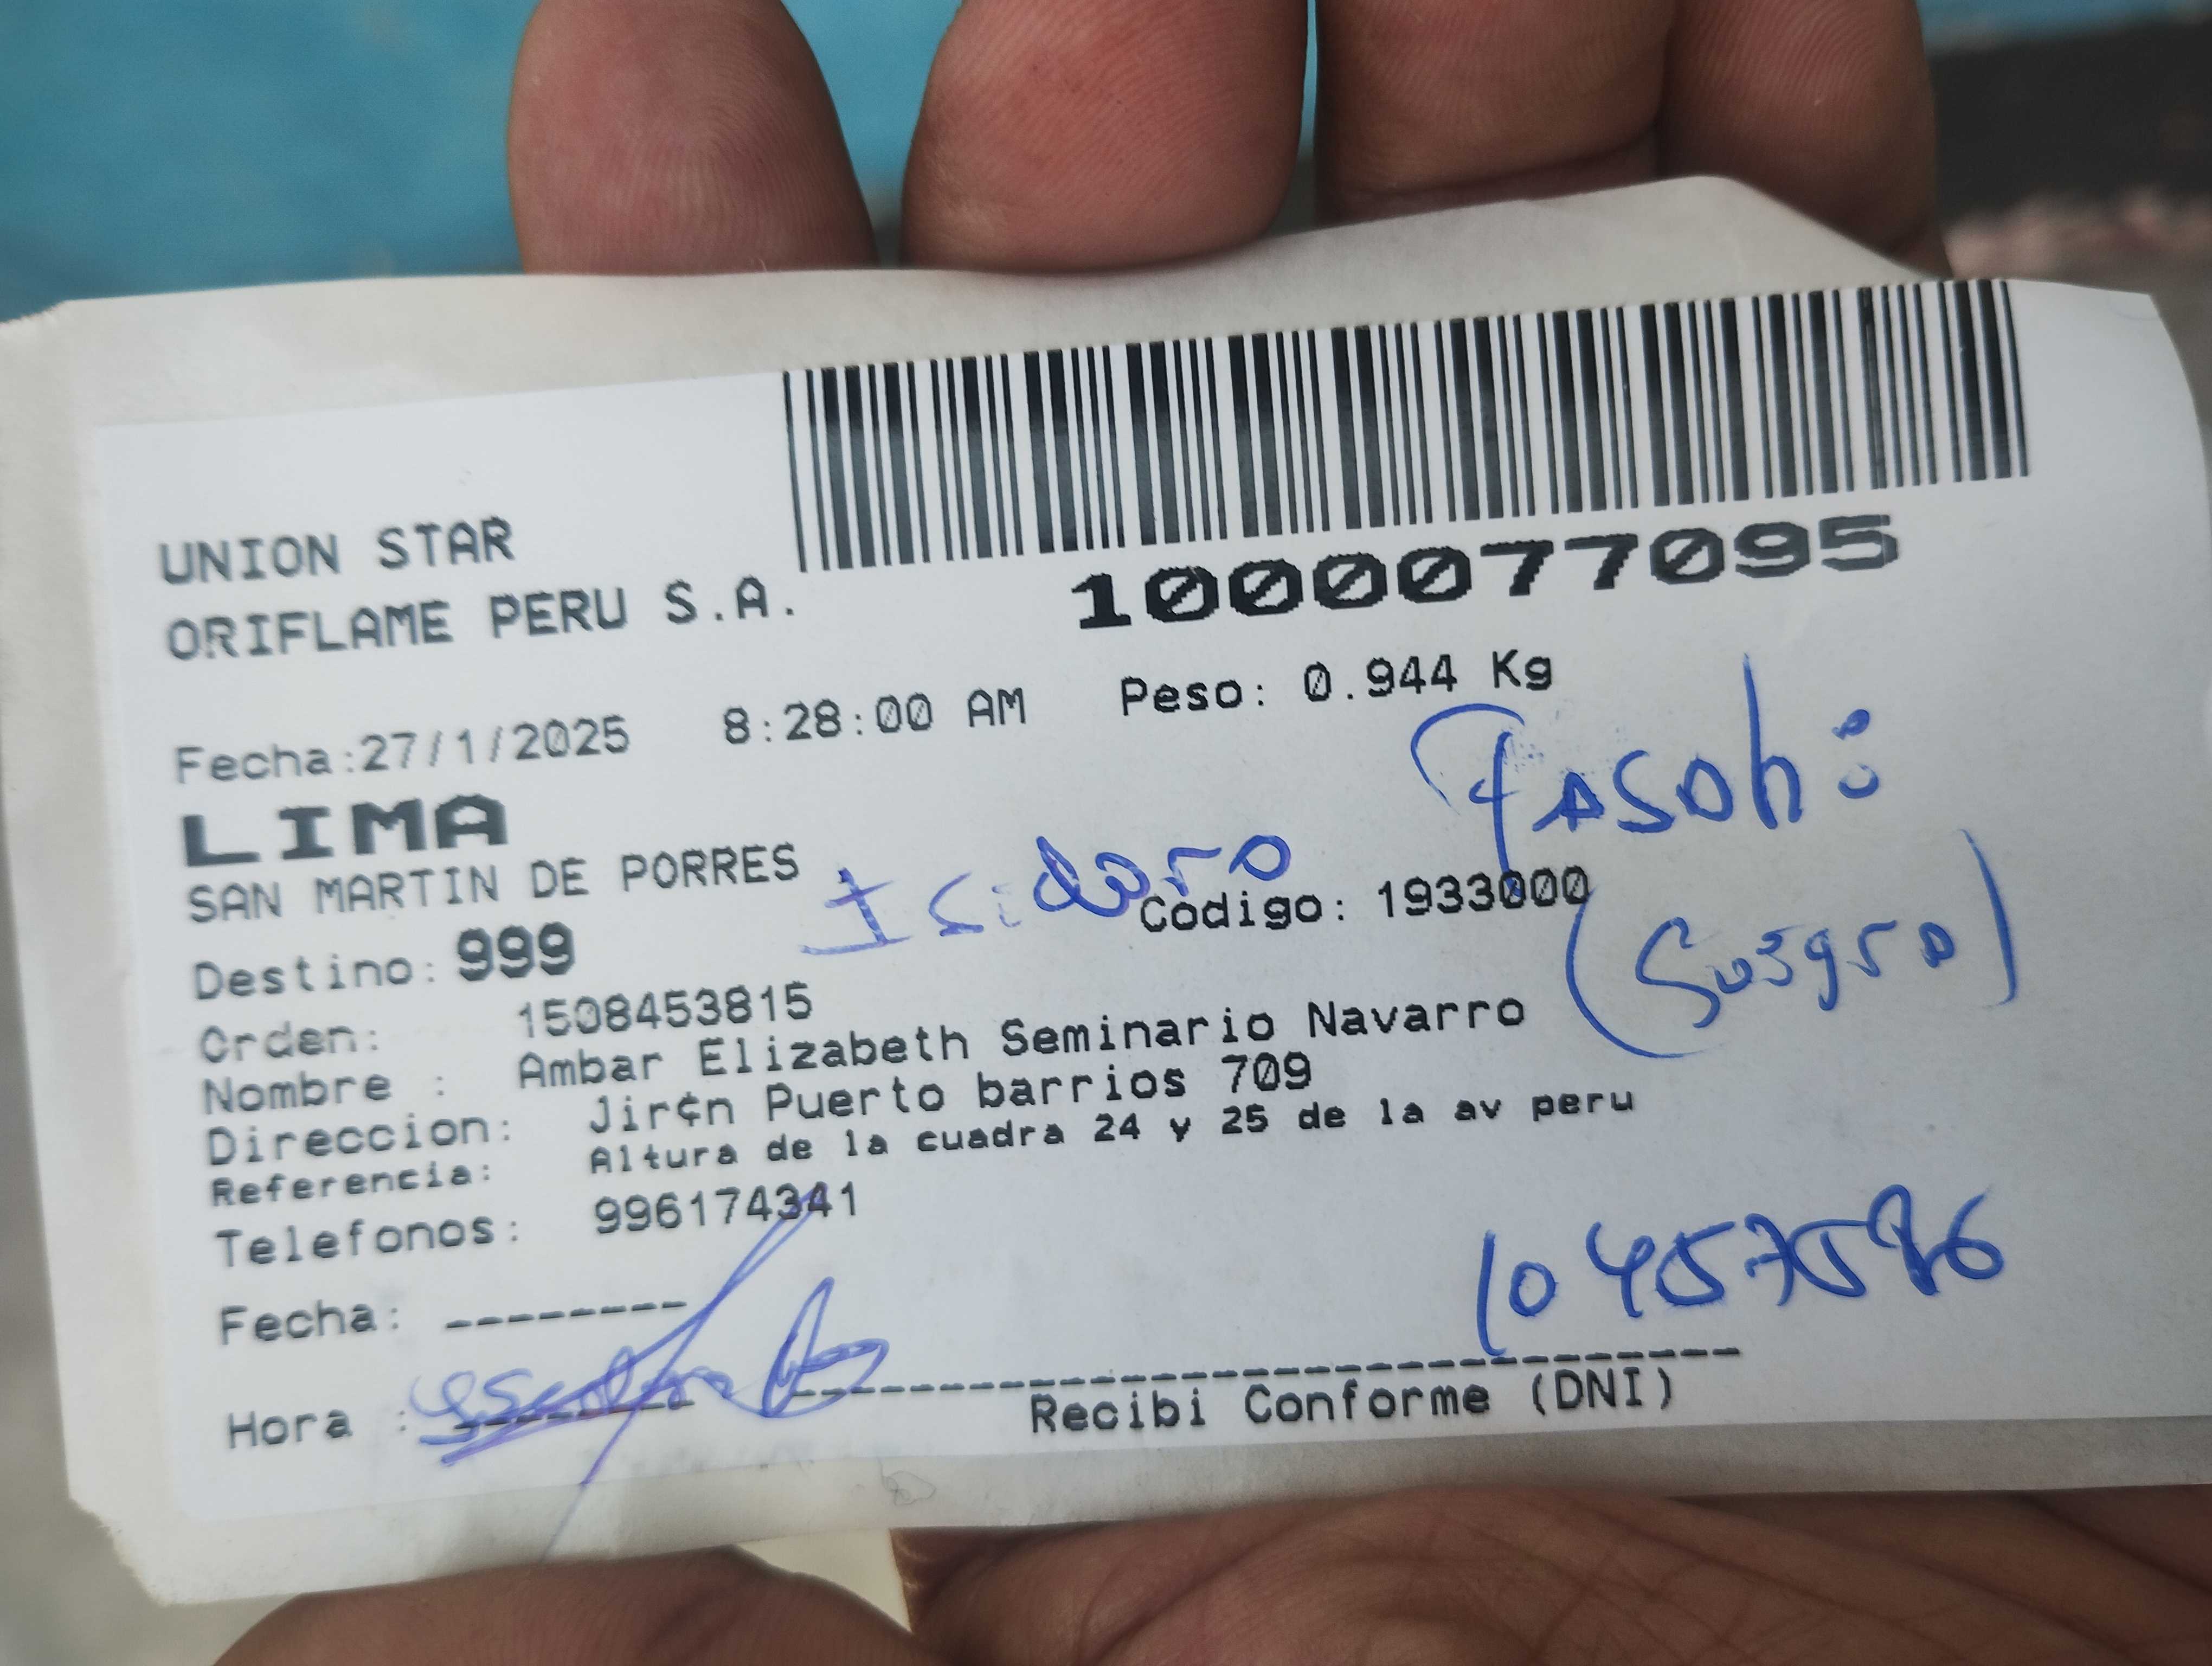 UNION STAR
ORIFLAME PERU S.A.
1000077095
Fecha:27/1/2025 8:28:00 AM Peso: 0.944 Kg
LIMA
SAN MARTIN DE PORRES
Isidoro
Destino: 999 Código: 1933000
(Suegro)
Orden: 1508453815
Nombre : Ambar Elizabeth Seminario Navarro
Direccion: Jir¢n Puerto barrios 709
Referencia: Altura de la cuadra 24 y 25 de la av peru
Telefonos: 996174341
Fecha: --------
Hora :
Recibi Conforme (DNI)